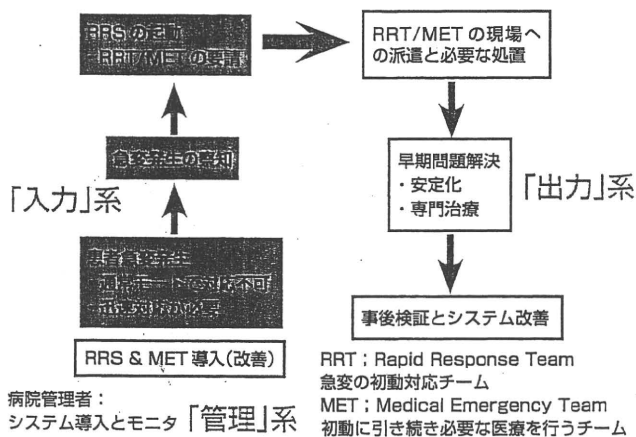 RRSの起動
RRT/METの要請
急変発生の察知
「入力」系
患者急変発生
・通常モードの対応不可
・迅速対応が必要
RRS & MET 導入(改善)
病院管理者：
システム導入とモニタ「管理」系
RRT/METの現場へ
の派遣と必要な処置
早期問題解決
・安定化
・専門治療
「出力」系
事後検証とシステム改善
RRT；Rapid Response Team
急変の初動対応チーム
MET；Medical Emergency Team
初動に引き続き必要な医療を行うチーム